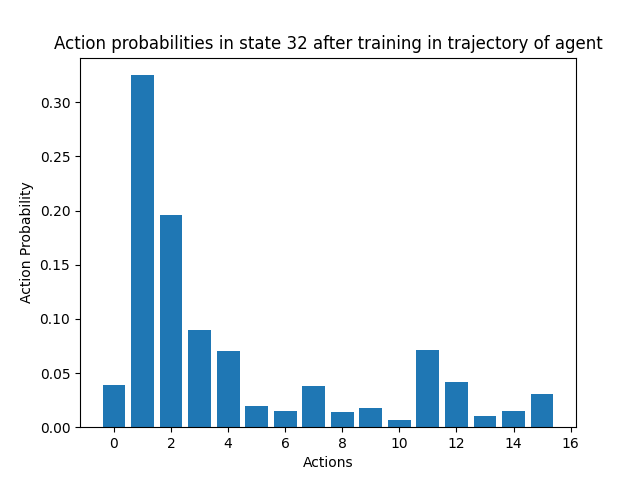 Action probabilities in state 32 after training in trajectory of agent
0.30
0.25
0.20
0.15
0.10
0.05
0.00
Action Probability
0 2 4 6 8 10 12 14 16
Actions